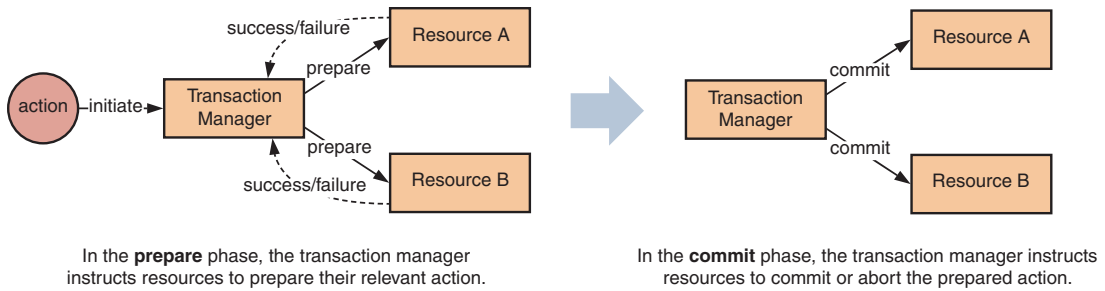 success/failure
Resource A
prepare
action
initiate
Transaction
Manager
prepare
success/failure
Resource B
In the prepare phase, the transaction manager
instructs resources to prepare their relevant action.
Resource A
commit
Transaction
Manager
commit
Resource B
In the commit phase, the transaction manager instructs
resources to commit or abort the prepared action.